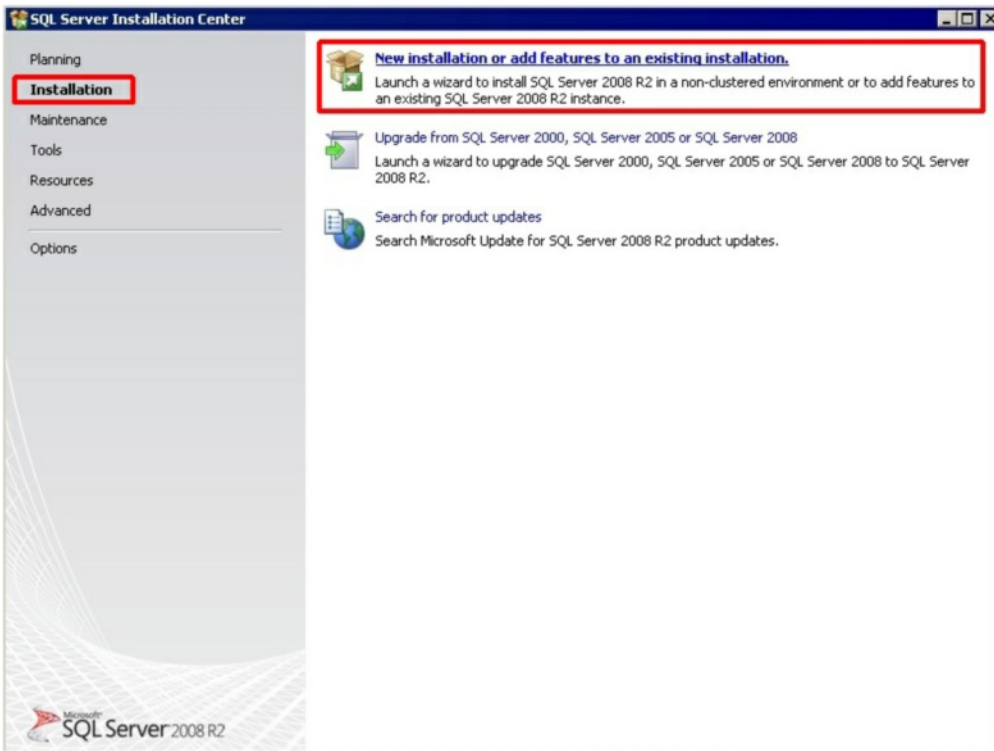 SQL Server Installation Center
Planning
Installation
Maintenance
Tools
Resources
Advanced
Options
New installation or add features to an existing installation.
Launch a wizard to install SQL Server 2008 R2 in a non-clustered environment or to add features to
an existing SQL Server 2008 R2 instance.
Upgrade from SQL Server 2000, SQL Server 2005 or SQL Server 2008
Launch a wizard to upgrade SQL Server 2000, SQL Server 2005 or SQL Server 2008 to SQL Server
2008 R2.
Search for product updates
Search Microsoft Update for SQL Server 2008 R2 product updates.
Microsoft
SQL Server 2008 R2